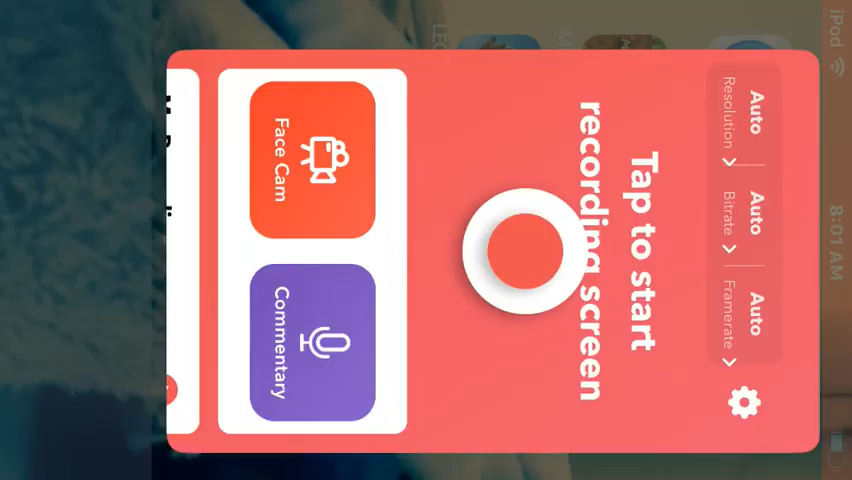 iPod
8:01 AM
Auto
Resolution
Auto
Bitrate
Auto
Framerate
Tap to start
recording screen
Face Cam
Commentary